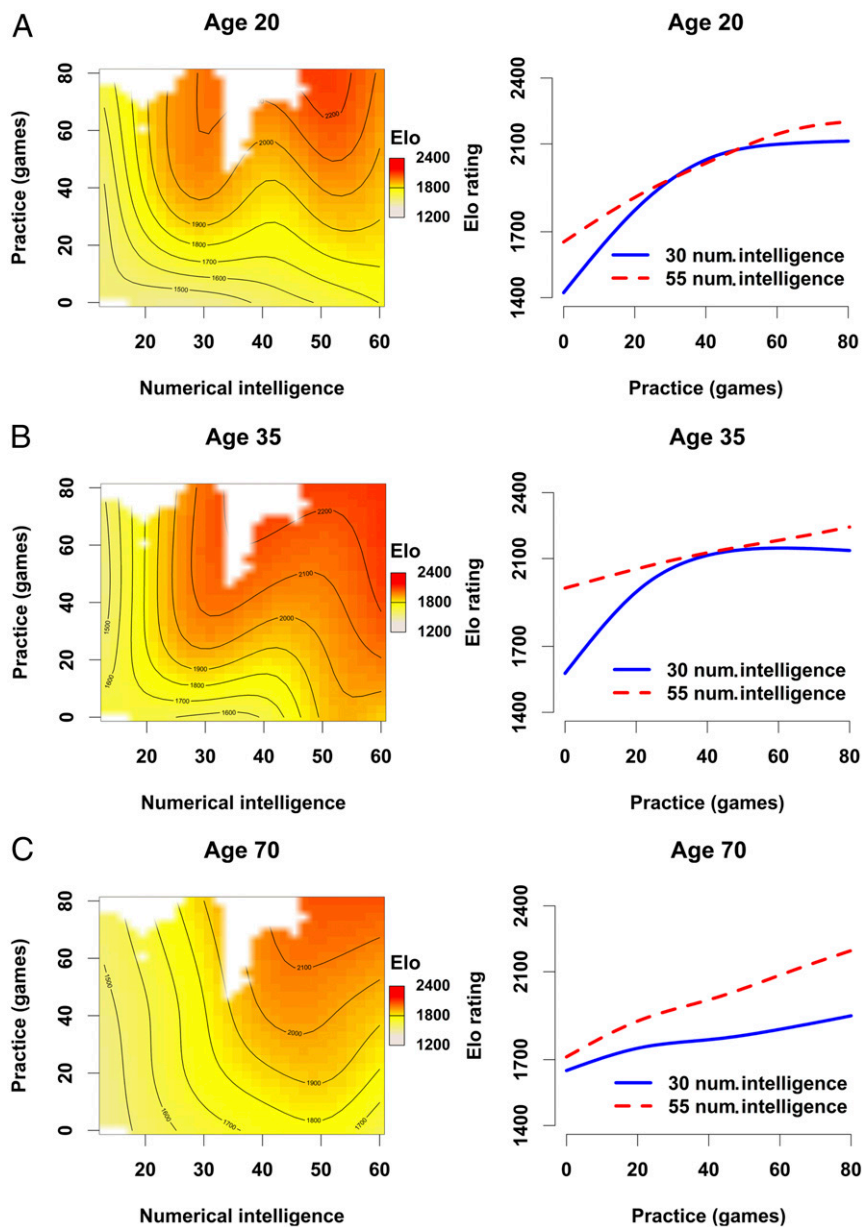 A
Age 20
Practice (games)
80
60
40
20
0
2200
2000
1900
1800
1700
1600
1500
20 30 40 50 60
Numerical intelligence
Elo
2400
1800
1200
Age 20
Elo rating
2400
2100
1700
1400
30 num.intelligence
55 num.intelligence
0 20 40 60 80
Practice (games)
B
Age 35
Practice (games)
80
60
40
20
0
2200
2100
2000
1900
1800
1700
1600
1500
1600
20 30 40 50 60
Numerical intelligence
Elo
2400
1800
1200
Age 35
Elo rating
2400
2100
1700
1400
30 num.intelligence
55 num.intelligence
0 20 40 60 80
Practice (games)
C
Age 70
Practice (games)
80
60
40
20
0
1500
2100
2000
1900
1800
1700
1600
1700
20 30 40 50 60
Numerical intelligence
Elo
2400
1800
1200
Age 70
Elo rating
2400
2100
1700
1400
30 num.intelligence
55 num.intelligence
0 20 40 60 80
Practice (games)